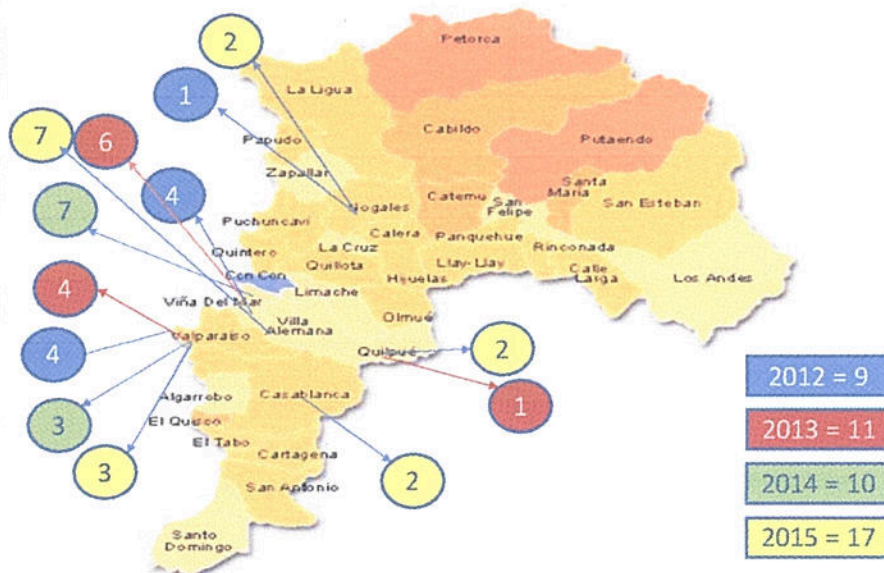 2
Petorca
La Ligua
1
Cabildo
7
6
Putaendo
Papudo
Zapallar
4
Santa
Maria
San Esteban
Catemu
San
Felipe
Nogales
7
Puchuncaví
Calera
Panquehue
Rinconada
La Cruz
Quintero
Quillota
Llay-Llay
Calle
Larga
Con Con
Hijuelas
Los Andes
Limache
4
Viña Del Mar
Olmué
Villa
Alemana
Valparaíso
4
Quilpué
2
2012 = 9
Algarrobo
Casablanca
1
3
El Quisco
2013 = 11
El Tabo
Cartagena
3
2
2014 = 10
San Antonio
Santo
Domingo
2015 = 17